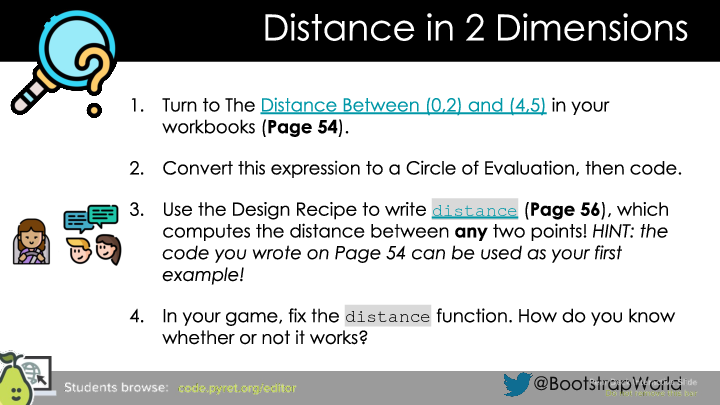 Distance in 2 Dimensions
1. Turn to The Distance Between (0,2) and (4,5) in your
workbooks (Page 54).
2. Convert this expression to a Circle of Evaluation, then code.
3. Use the Design Recipe to write distance (Page 56), which
computes the distance between any two points! HINT: the
code you wrote on Page 54 can be used as your first
example!
4. In your game, fix the distance function. How do you know
whether or not it works?
Students browse: code.pyret.org/editor
@BootstrapWorld